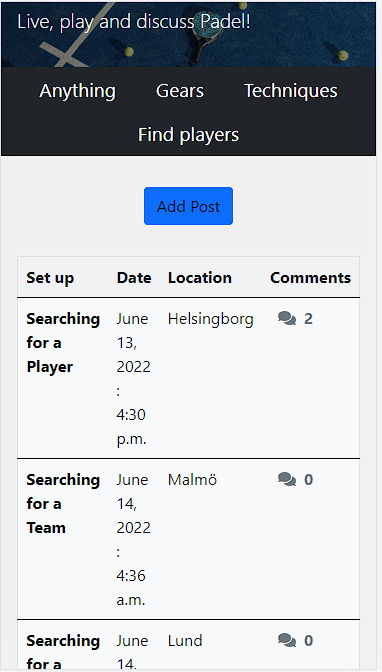 Live, play and discuss Padel!
Anything Gears Techniques
Find players
Add Post
Set up Date Location Comments
Searching for a Player June 13, 2022 : 4:30 p.m. Helsingborg 2
Searching for a Team June 14, 2022 : 4:36 a.m. Malmö 0
Searching for a June 14, Lund 0